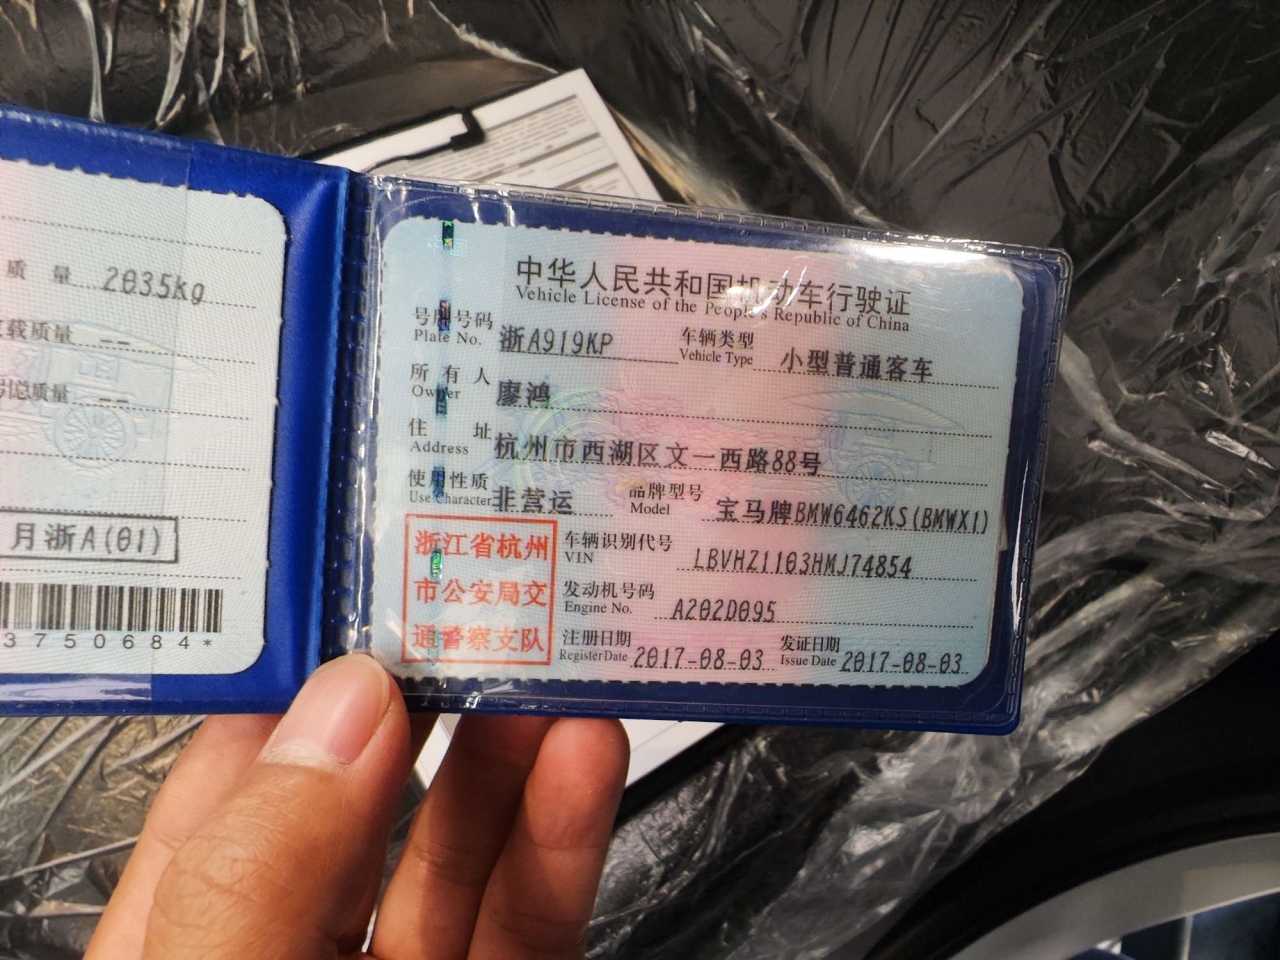 质 量 2035kg
载质量 --
总质量 --
月浙A(01)
3750684*
中华人民共和国机动车行驶证
Vehicle License of the People's Republic of China
号牌号码 浙A919KP 车辆类型 小型普通客车
Plate No. Vehicle Type
所有人 廖鸿
Owner
住址 杭州市西湖区文一西路88号
Address
使用性质 非营运 品牌型号 宝马牌BMW6462KS(BMWX1)
Use Character Model
浙江省杭州
市公安局交
通警察支队
车辆识别代号 LBVHZ1103HMJ74854
VIN
发动机号码 A202D095
Engine No.
注册日期 2017-08-03 发证日期 2017-08-03
Register Date Issue Date